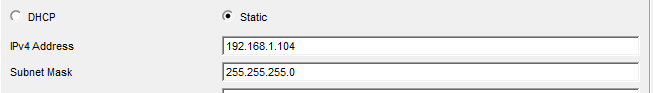 DHCP Static
IPv4 Address 192.168.1.104
Subnet Mask 255.255.255.0